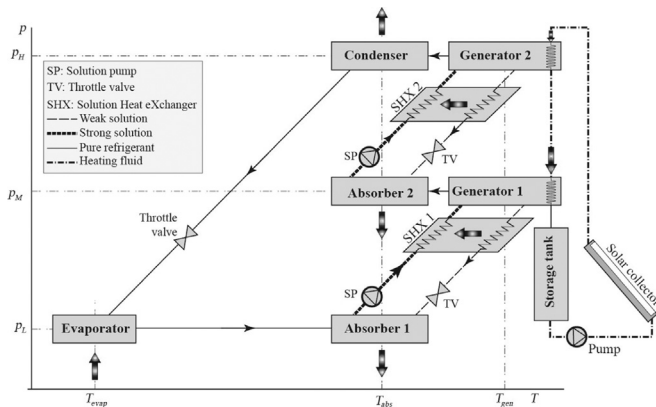 p
p_H
p_M
p_L
SP: Solution pump
TV: Throttle valve
SHX: Solution Heat eXchanger
Weak solution
Strong solution
Pure refrigerant
Heating fluid
Condenser
Generator 2
SHX 2
SP
TV
Absorber 2
Generator 1
Throttle
valve
SHX 1
SP
TV
Storage tank
Solar collector
Evaporator
Absorber 1
Pump
T_evap
T_abs
T_gen
T